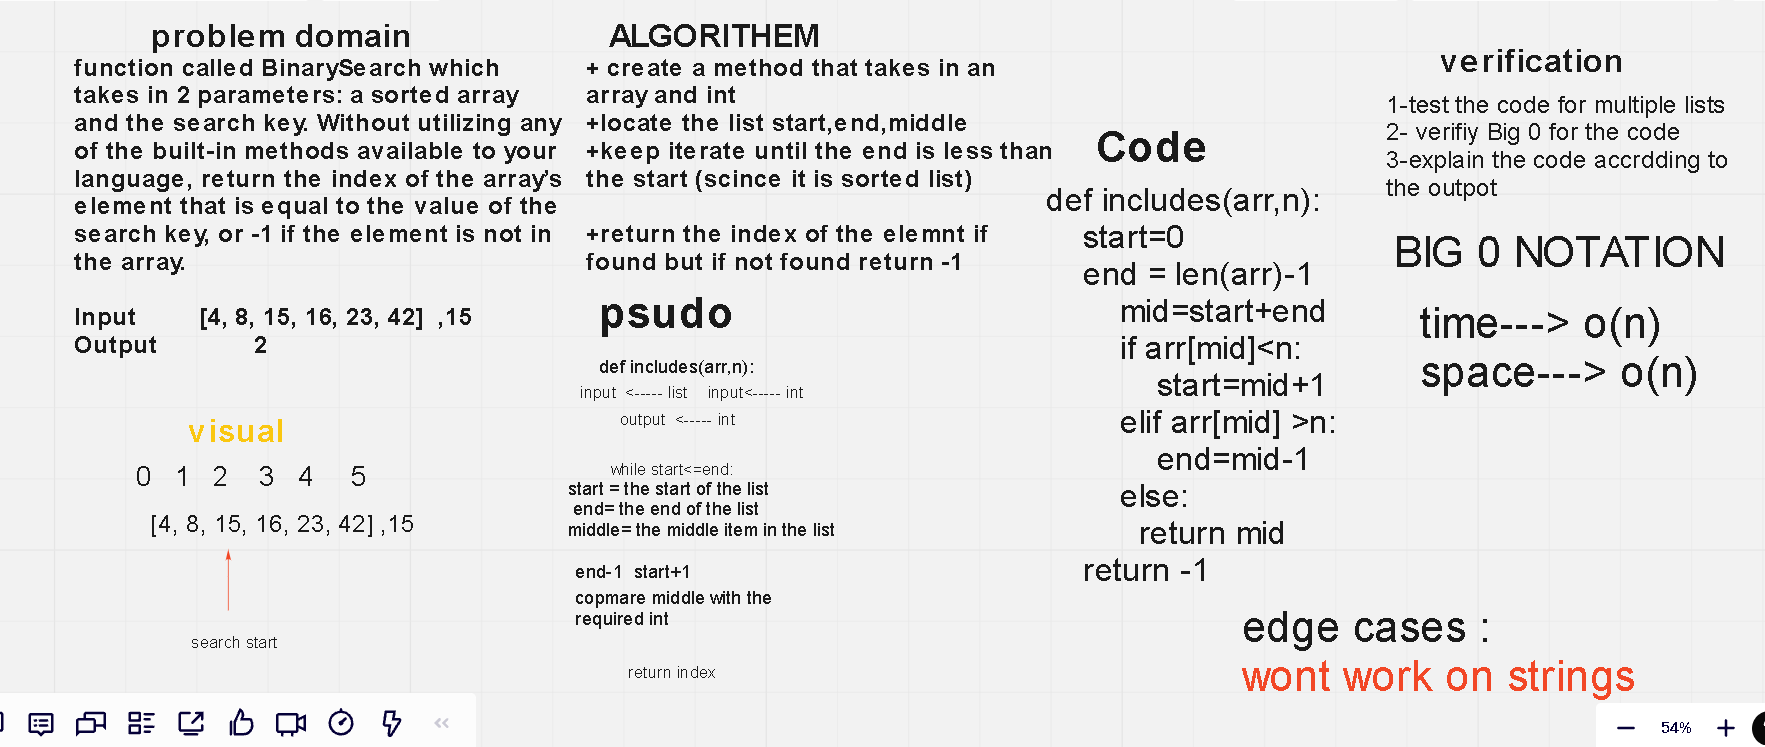 problem domain
function called BinarySearch which
takes in 2 parameters: a sorted array
and the search key. Without utilizing any
of the built-in methods available to your
language, return the index of the array's
element that is equal to the value of the
search key, or -1 if the element is not in
the array.
Input [4, 8, 15, 16, 23, 42] ,15
Output 2
visual
0 1 2 3 4 5
[4, 8, 15, 16, 23, 42] ,15
search start
ALGORITHEM
+ create a method that takes in an
array and int
+locate the list start,end,middle
+keep iterate until the end is less than
the start (scince it is sorted list)
+return the index of the elemnt if
found but if not found return -1
psudo
def includes(arr,n):
input <----- list input<----- int
output <----- int
while start<=end:
start = the start of the list
end= the end of the list
middle= the middle item in the list
end-1 start+1
copmare middle with the
required int
return index
Code
def includes(arr,n):
start=0
end = len(arr)-1
mid=start+end
if arr[mid]<n:
start=mid+1
elif arr[mid] >n:
end=mid-1
else:
return mid
return -1
verification
1-test the code for multiple lists
2- verifiy Big 0 for the code
3-explain the code accrdding to
the outpot
BIG 0 NOTATION
time---> o(n)
space---> o(n)
edge cases :
wont work on strings
54%